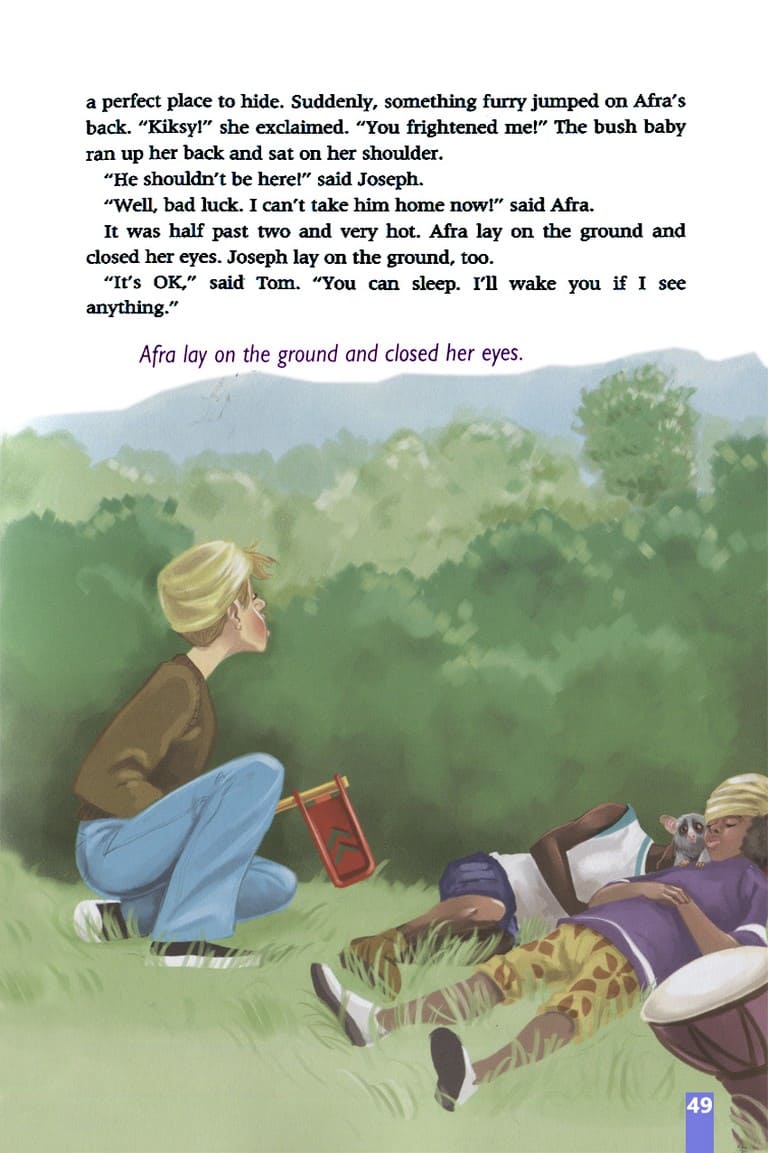 a perfect place to hide. Suddenly, something furry jumped on Afra's
back. “Kiksy!” she exclaimed. “You frightened me!” The bush baby
ran up her back and sat on her shoulder.
“He shouldn't be here!” said Joseph.
“Well, bad luck. I can't take him home now!” said Afra.
It was half past two and very hot. Afra lay on the ground and
closed her eyes. Joseph lay on the ground, too.
“It's OK,” said Tom. “You can sleep. I'll wake you if I see
anything.”
Afra lay on the ground and closed her eyes.
49